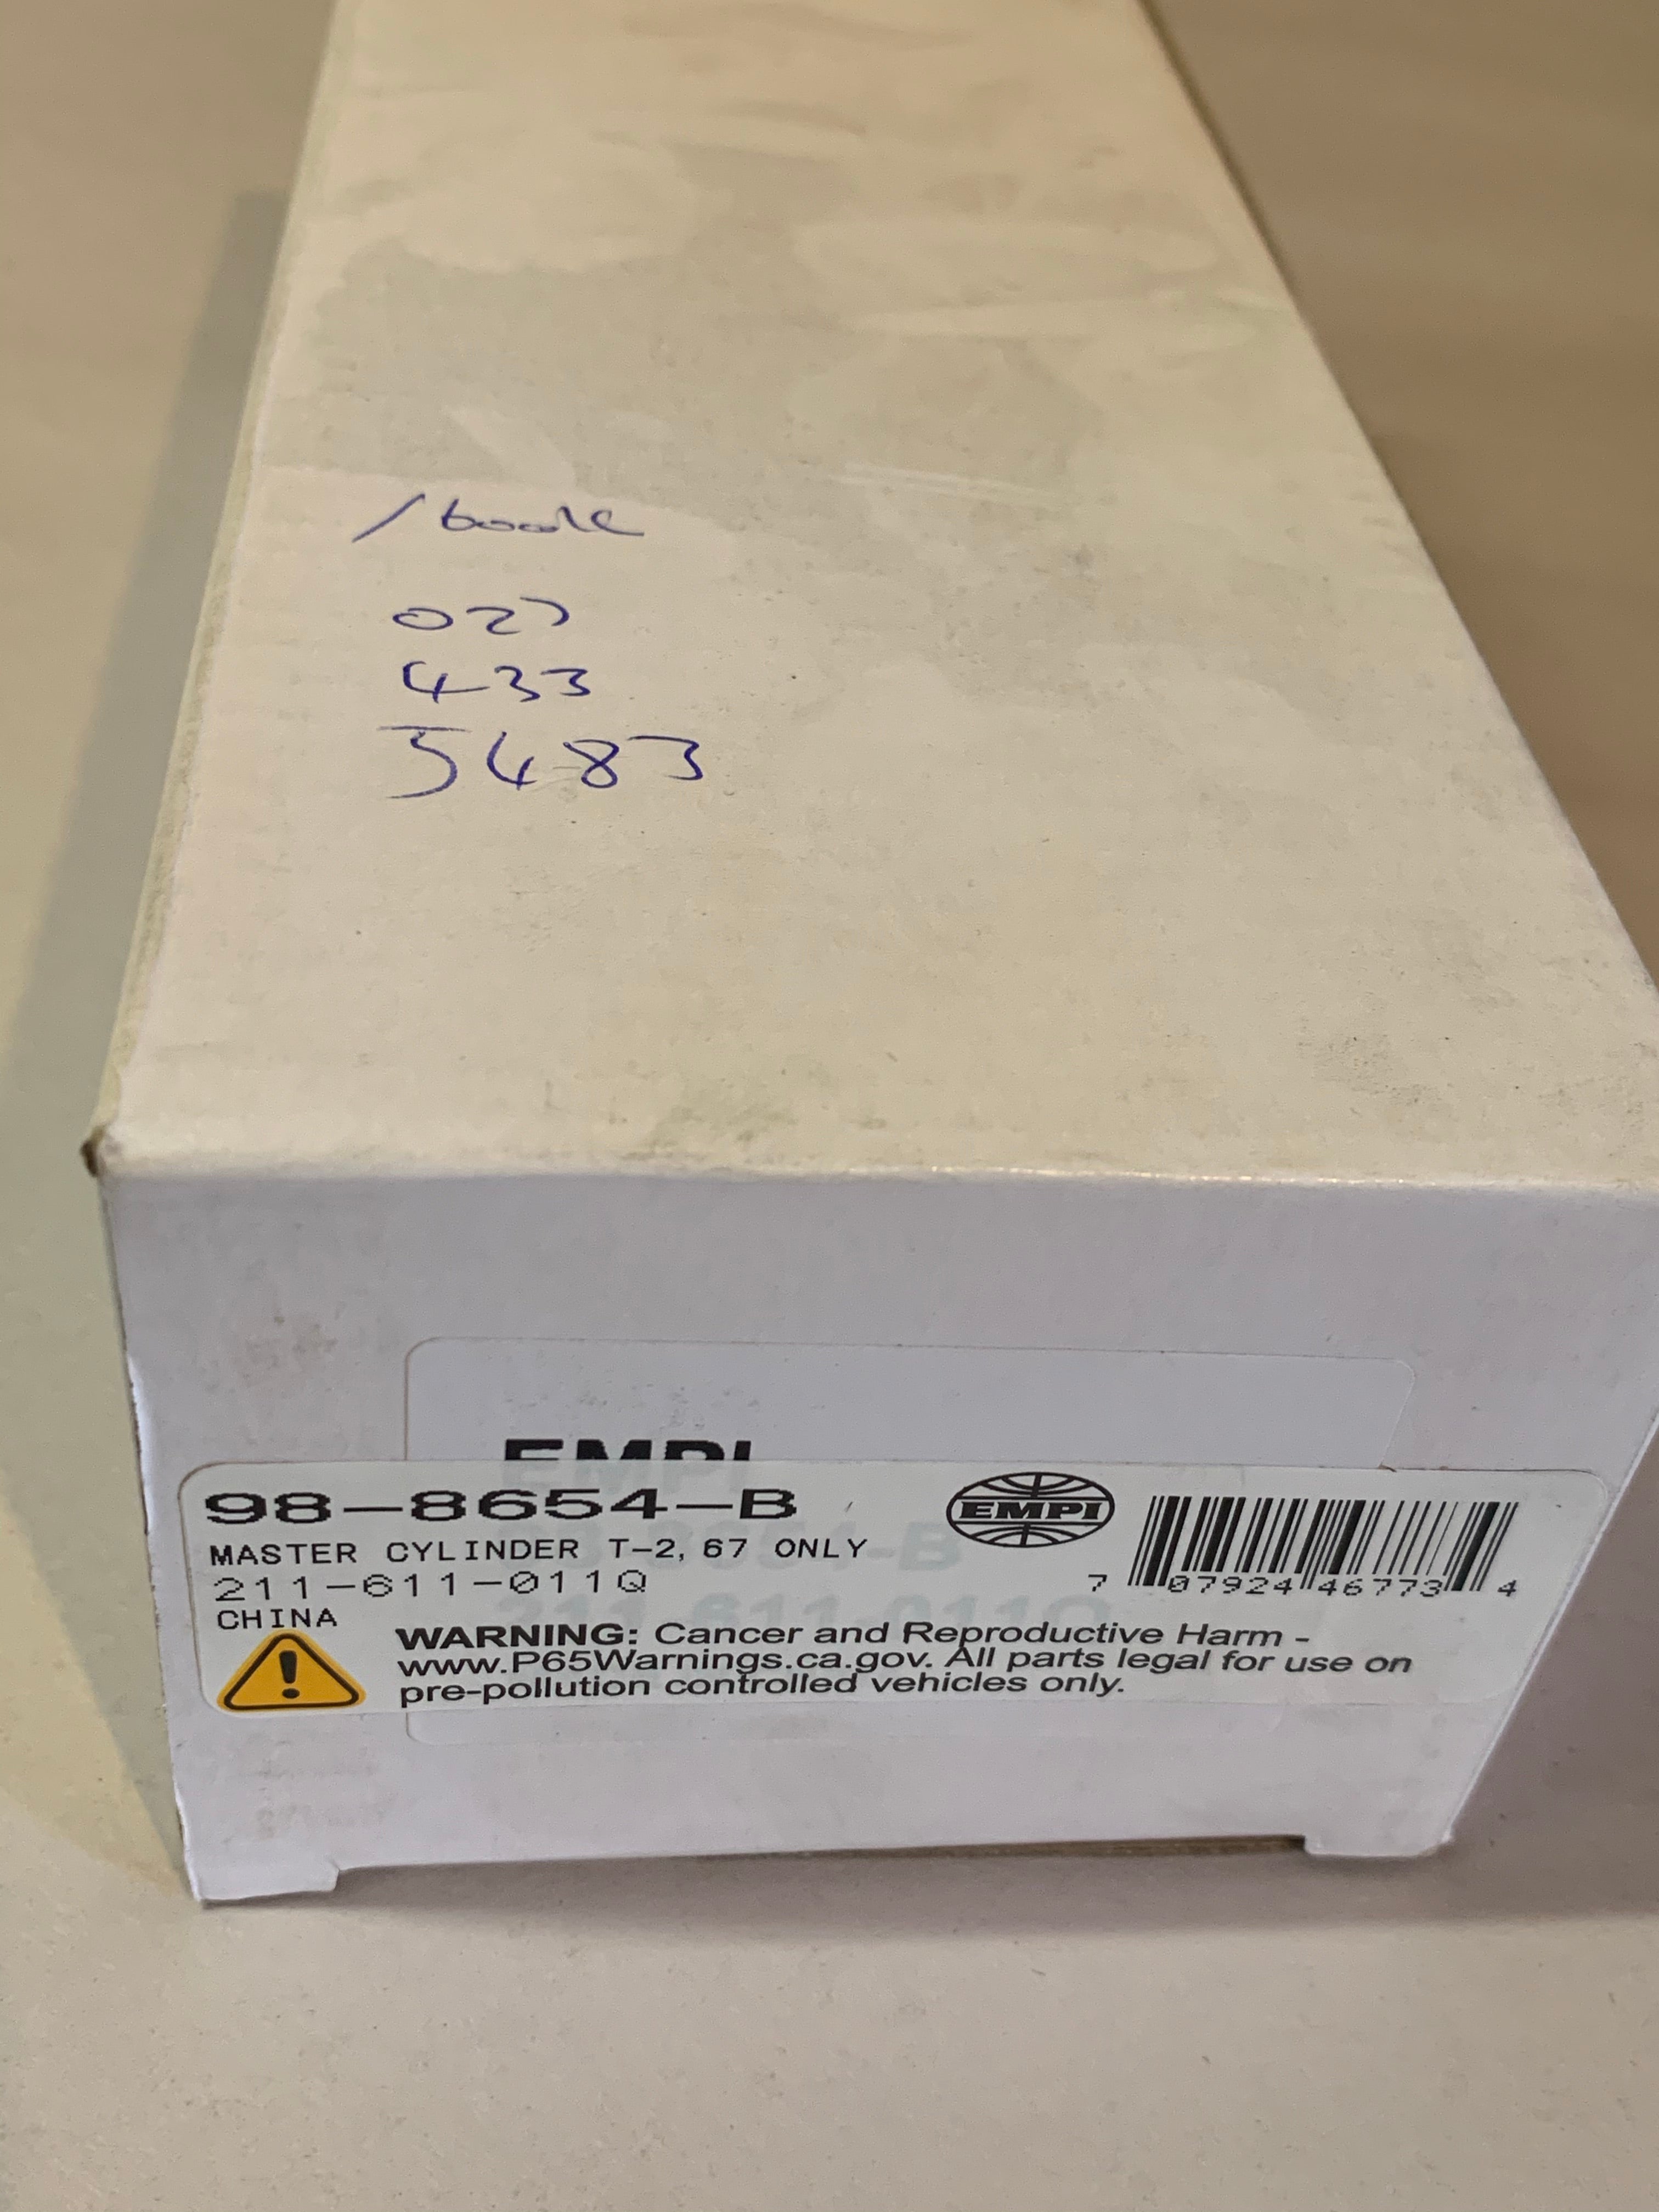 027
433
5483
EMPI
98-8654-B
MASTER CYLINDER T-2, 67 ONLY
211-611-011Q
CHINA
EMPI
7 07924 46773 4
WARNING: Cancer and Reproductive Harm -
www.P65Warnings.ca.gov. All parts legal for use on
pre-pollution controlled vehicles only.